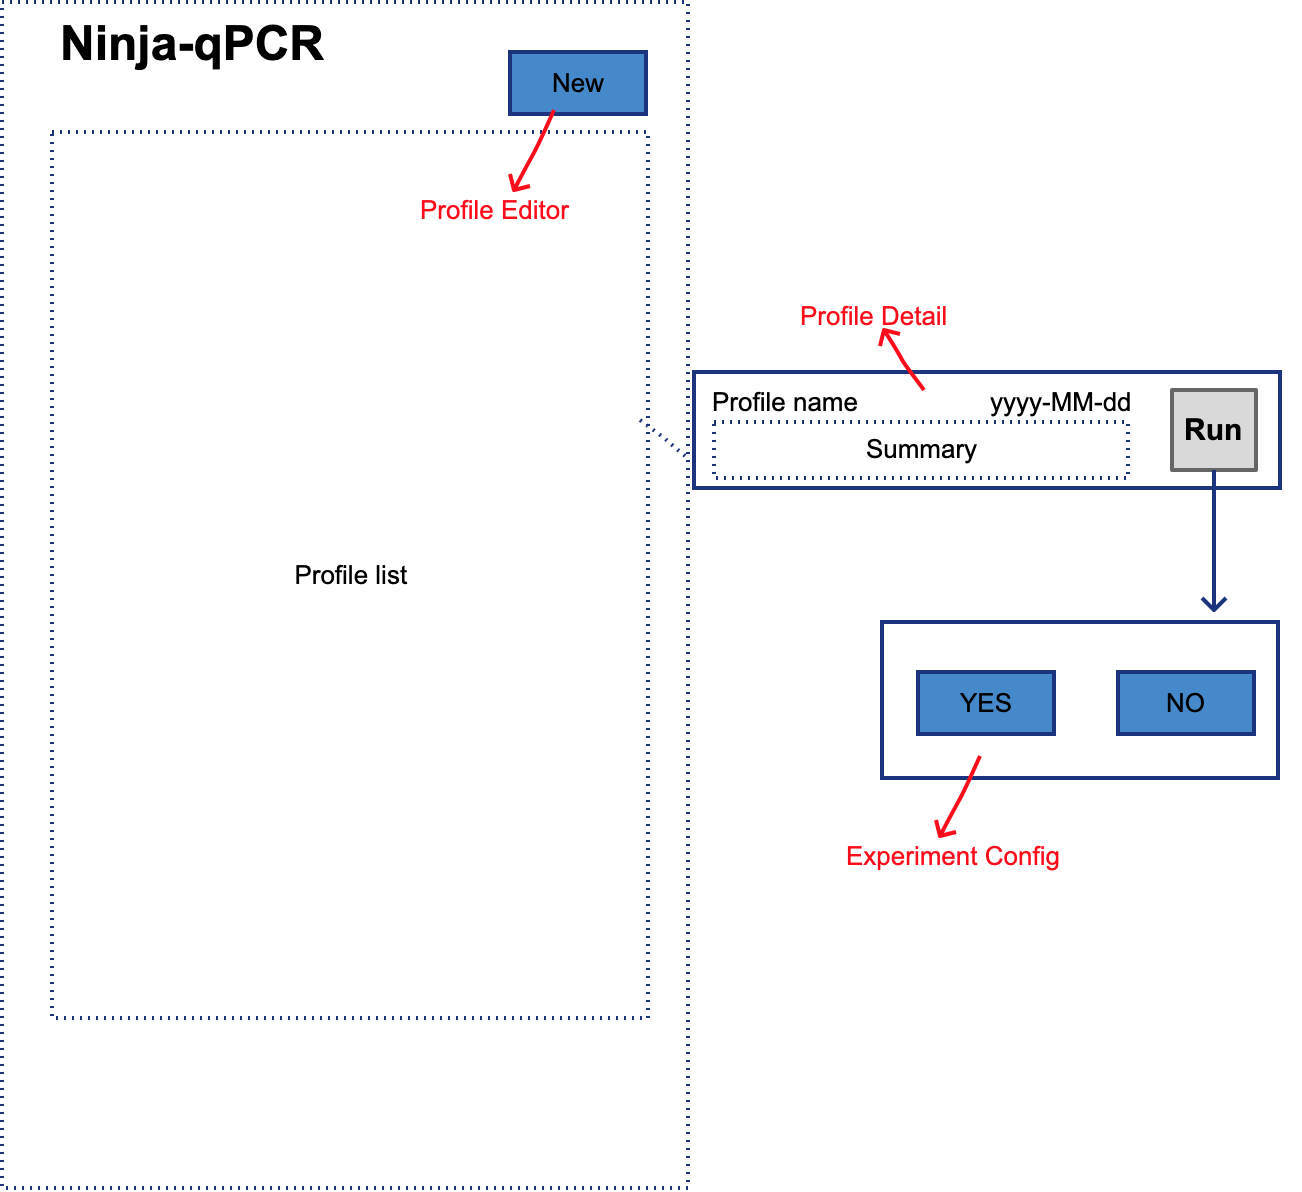 Ninja-qPCR
New
Profile Editor
Profile list
Profile Detail
Profile name yyyy-MM-dd
Run
Summary
YES NO
Experiment Config